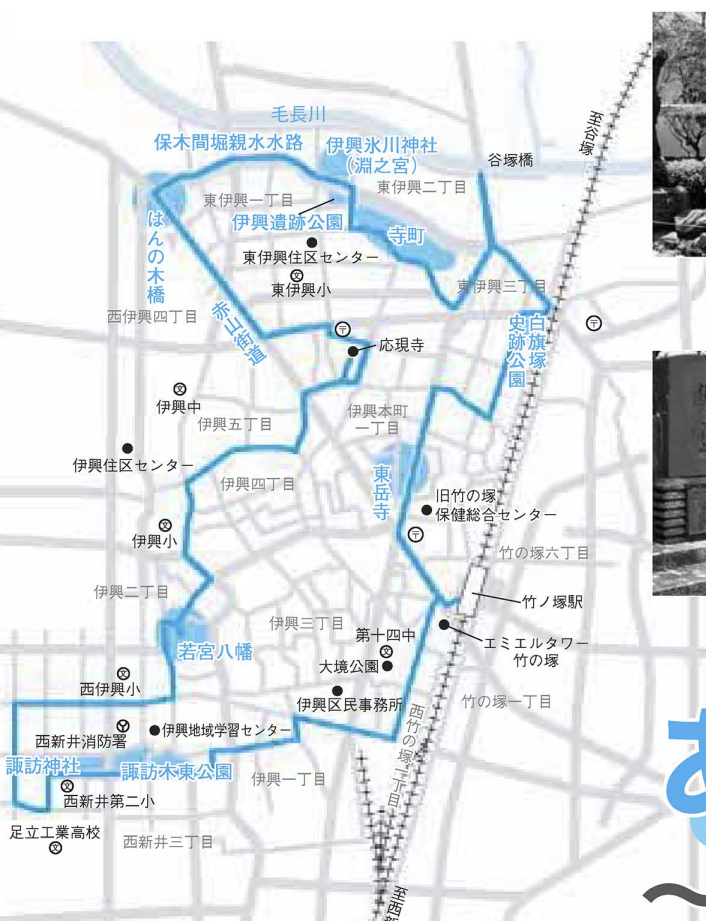 毛長川
保木間堀親水水路
伊興氷川神社
(淵之宮)
谷塚橋
至谷塚
東伊興一丁目
東伊興二丁目
伊興遺跡公園
寺町
はんの木橋
東伊興住区センター
東伊興小
東伊興三丁目
西伊興四丁目
赤山街道
白旗塚
史跡公園
応現寺
伊興中
伊興五丁目
伊興本町
一丁目
伊興住区センター
伊興四丁目
東岳寺
旧竹の塚
保健総合センター
伊興小
竹の塚六丁目
伊興二丁目
竹ノ塚駅
伊興三丁目
第十四中
エミエルタワー
竹の塚
若宮八幡
大境公園
西伊興小
伊興区民事務所
竹の塚一丁目
西新井消防署
伊興地域学習センター
西竹の塚二丁目
諏訪神社
諏訪木東公園
伊興一丁目
西新井第二小
足立工業高校
西新井三丁目
至西新